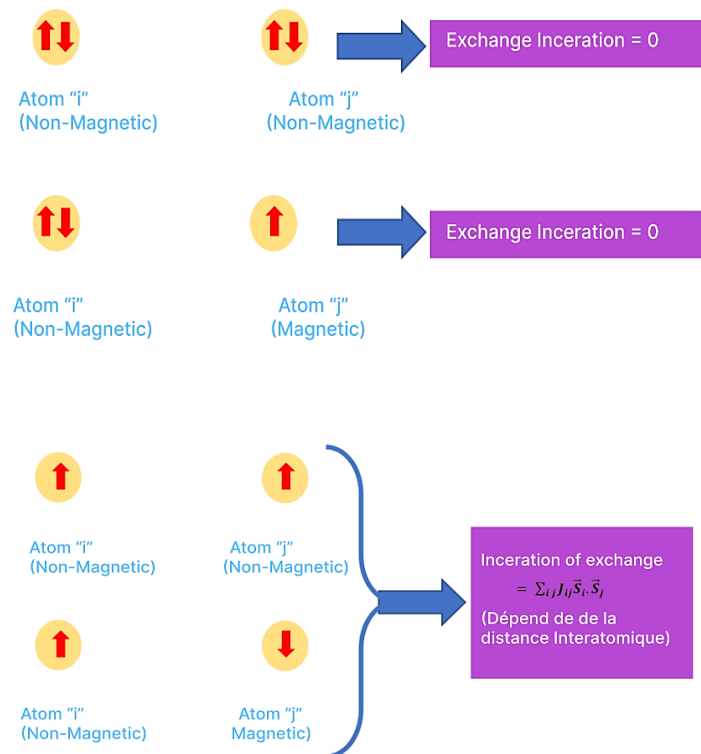 Exchange Inceration = 0
Atom “i”
(Non-Magnetic)
Atom “j”
(Non-Magnetic)
Exchange Inceration = 0
Atom “i”
(Non-Magnetic)
Atom “j”
(Magnetic)
Atom “i”
(Non-Magnetic)
Atom “j”
(Non-Magnetic)
Inceration of exchange
= ∑ᵢⱼ Jᵢⱼ S⃗ᵢ. S⃗ⱼ
(Dépend de de la
distance Interatomique)
Atom “i”
(Non-Magnetic)
Atom “j”
Magnetic)